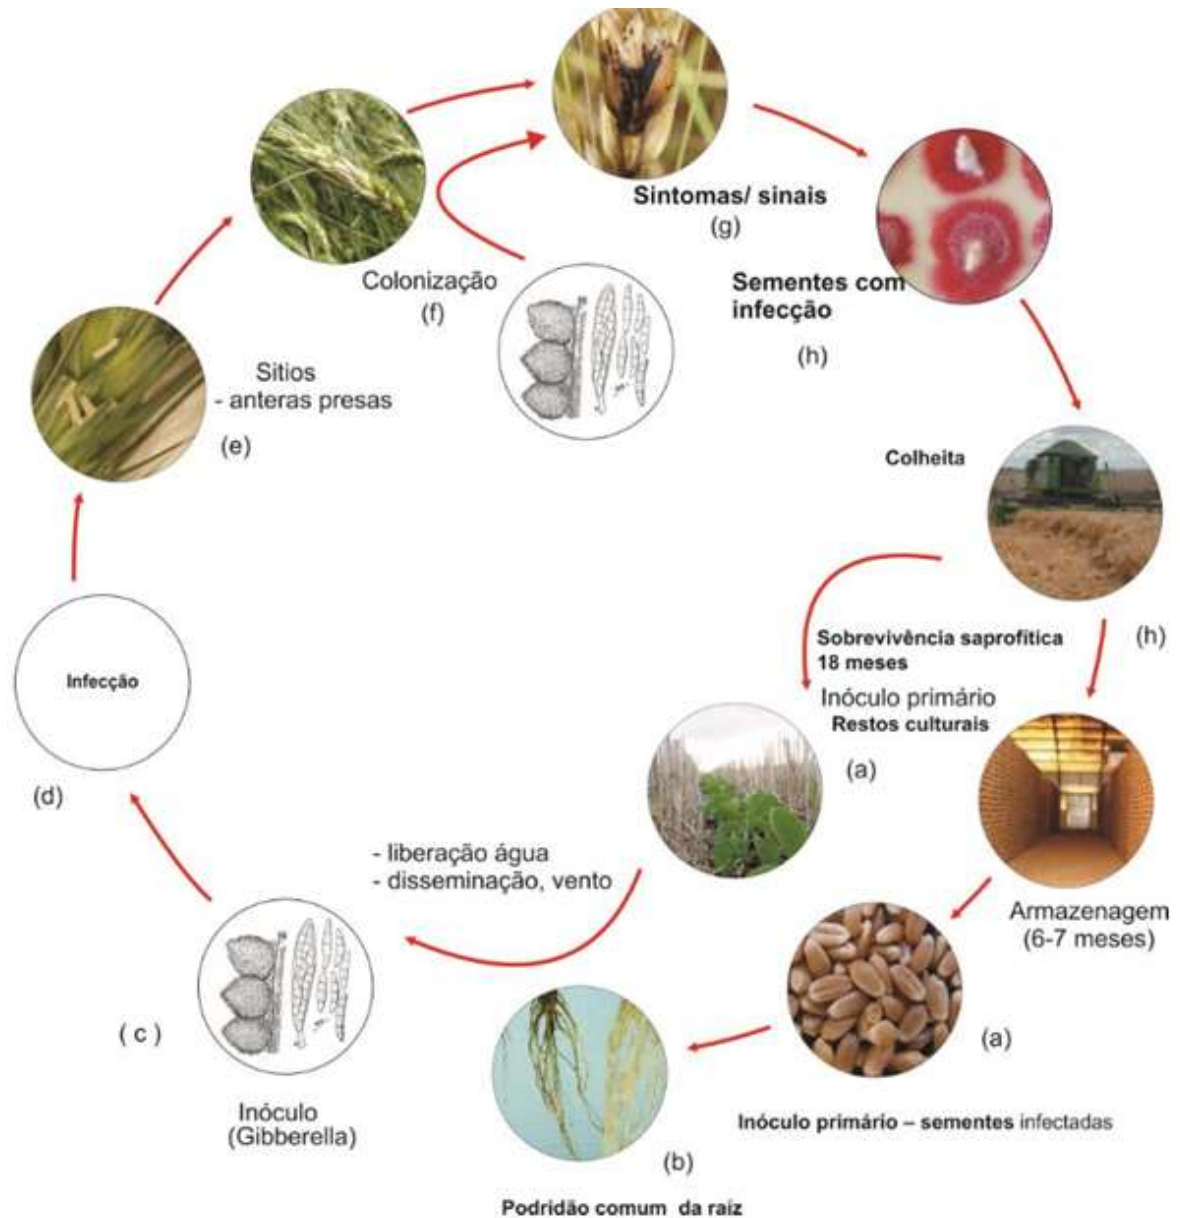 Sintomas/ sinais
(g)
Colonização
(f)
Sementes com
infecção
(h)
Sitios
- anteras presas
(e)
Colheita
(h)
Sobrevivência saprofítica
18 meses
Inóculo primário
Restos culturais
(a)
Infecção
(d)
- liberação água
- disseminação, vento
Armazenagem
(6-7 meses)
( c )
Inóculo
(Gibberella)
(a)
Inóculo primário – sementes infectadas
(b)
Podridão comum da raíz